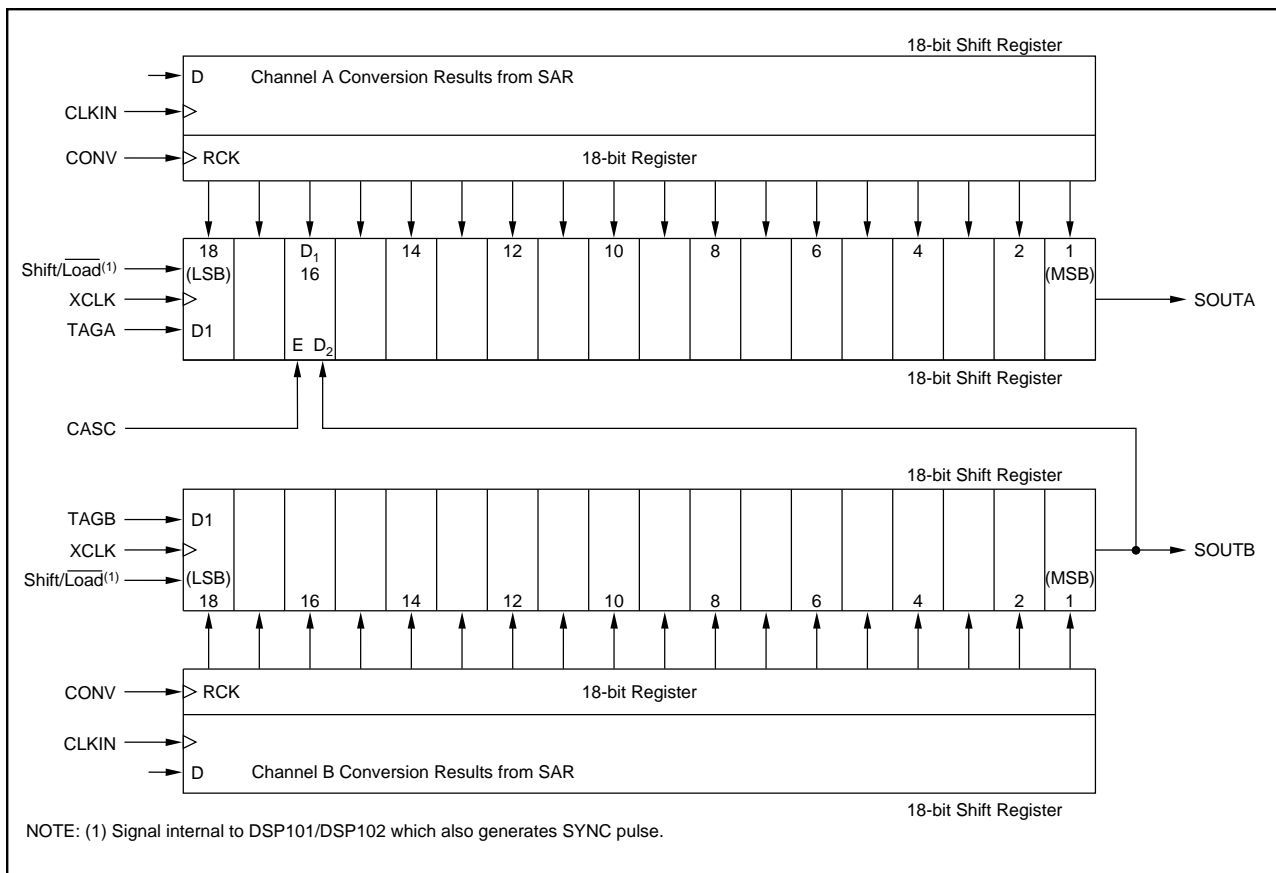 18-bit Shift Register
D Channel A Conversion Results from SAR
CLKIN
CONV RCK 18-bit Register
18 D1 14 12 10 8 6 4 2 1
Shift/Load(1) (LSB) 16 (MSB)
XCLK SOUTA
TAGA D1
E D2
18-bit Shift Register
CASC
18-bit Shift Register
TAGB D1
XCLK SOUTB
Shift/Load(1) (LSB) (MSB)
18 16 14 12 10 8 6 4 2 1
CONV RCK 18-bit Register
CLKIN
D Channel B Conversion Results from SAR
18-bit Shift Register
NOTE: (1) Signal internal to DSP101/DSP102 which also generates SYNC pulse.